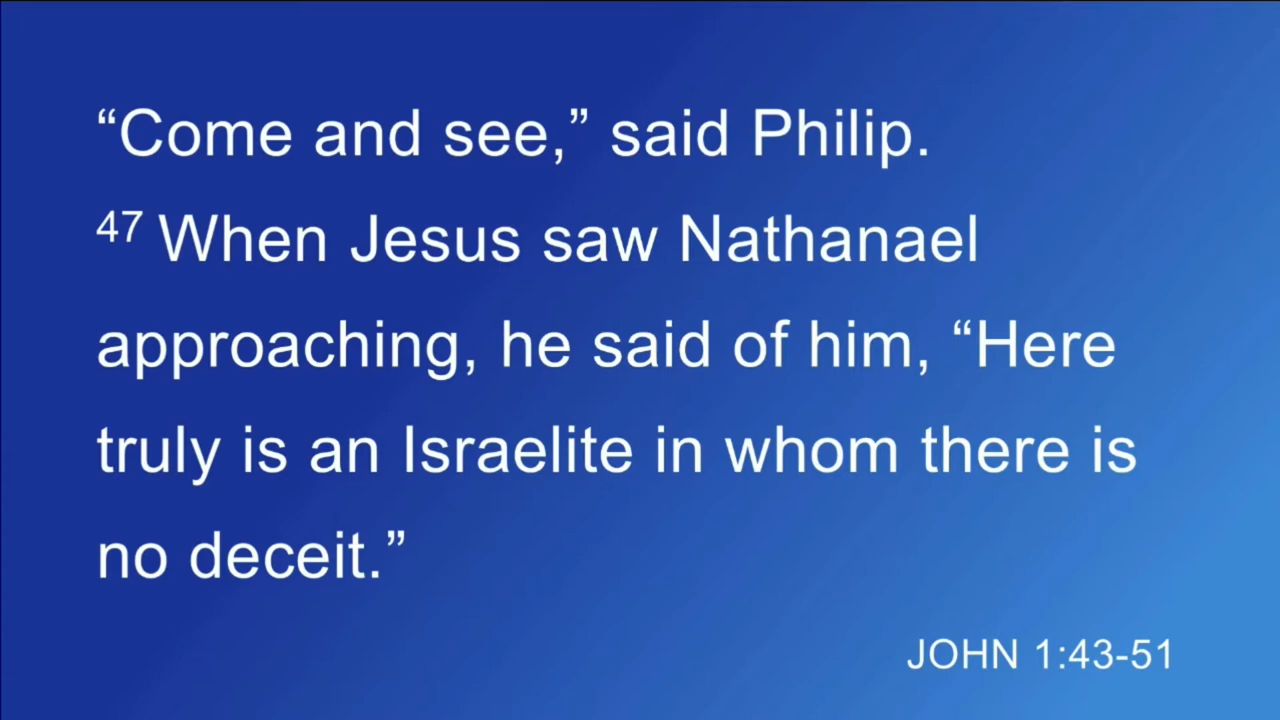 “Come and see,” said Philip.
47 When Jesus saw Nathanael
approaching, he said of him, “Here
truly is an Israelite in whom there is
no deceit.”
JOHN 1:43-51